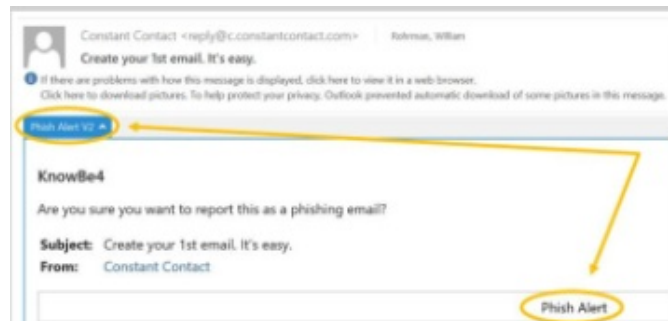 Constant Contact <reply@c.constantcontact.com> Rohrman, William
Create your 1st email. It's easy.
If there are problems with how this message is displayed, click here to view it in a web browser.
Click here to download pictures. To help protect your privacy, Outlook prevented automatic download of some pictures in this message.
Phish Alert V2
KnowBe4
Are you sure you want to report this as a phishing email?
Subject: Create your 1st email. It's easy.
From: Constant Contact
Phish Alert